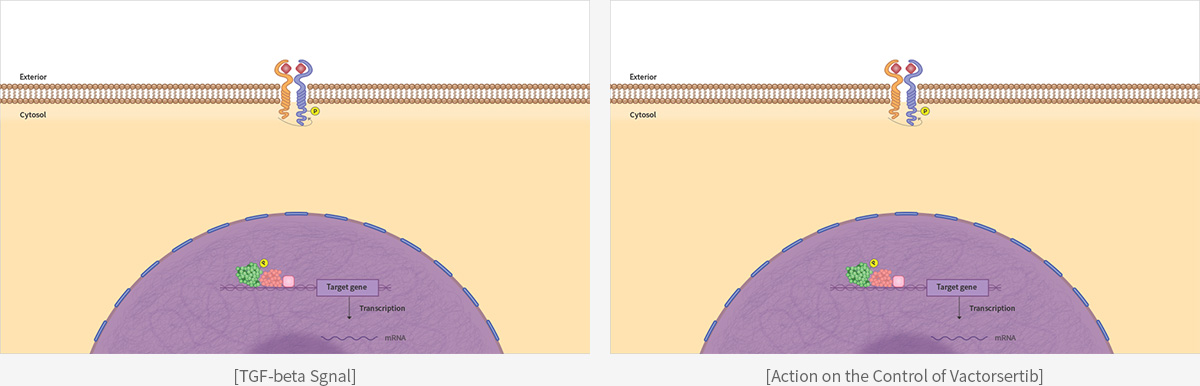 Exterior
Cytosol
P
P
Target gene
Transcription
mRNA
[TGF-beta Sgnal]
Exterior
Cytosol
P
P
Target gene
Transcription
mRNA
[Action on the Control of Vactorsertib]